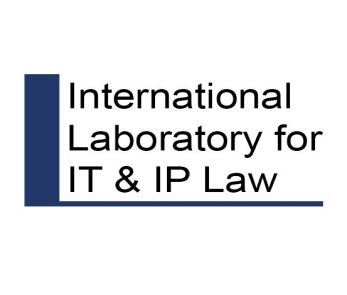 International
Laboratory for
IT & IP Law